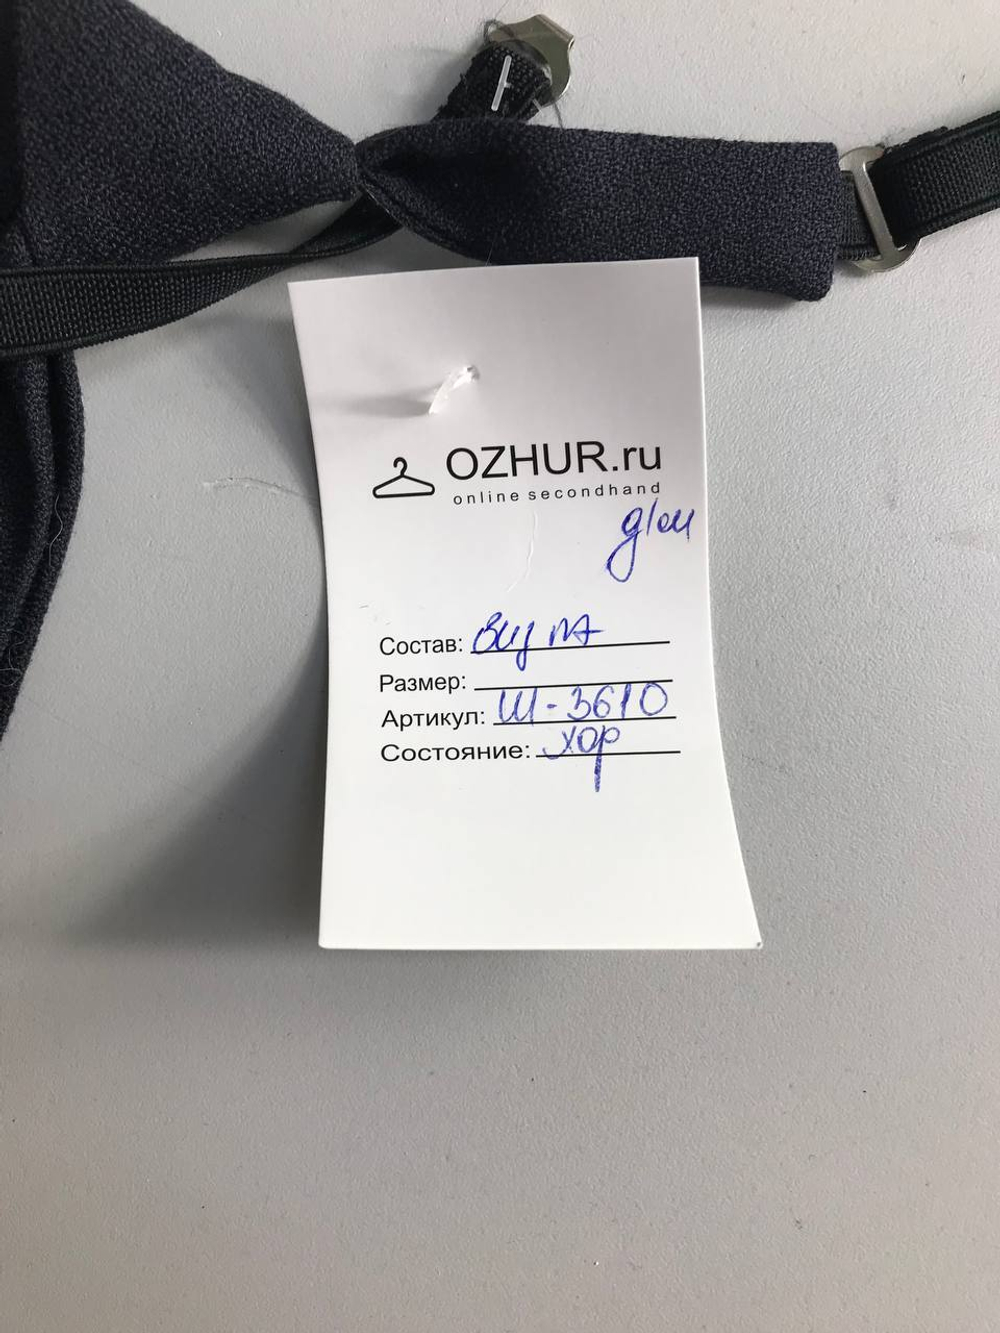 OZHUR.ru
online secondhand
Состав:
Размер:
Артикул: Ш-3610
Состояние: хор